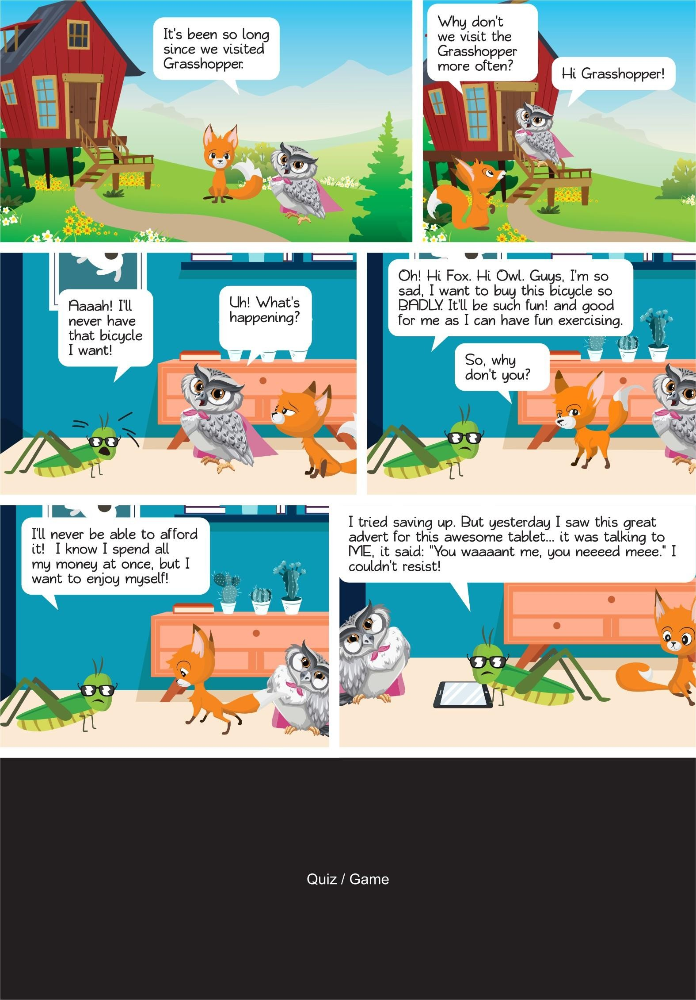 It's been so long
since we visited
Grasshopper.
Why don't
we visit the
Grasshopper
more often?
Hi Grasshopper!
Aaaah! I'll
never have
that bicycle
I want!
Uh! What's
happening?
Oh! Hi Fox. Hi Owl. Guys, I'm so
sad, I want to buy this bicycle so
BADLY. It'll be such fun! and good
for me as I can have fun exercising.
So, why
don't you?
I'll never be able to afford
it! I know I spend all
my money at once, but I
want to enjoy myself!
I tried saving up. But yesterday I saw this great
advert for this awesome tablet... it was talking to
ME, it said: "You waaaant me, you neeeed meee." I
couldn't resist!
Quiz / Game